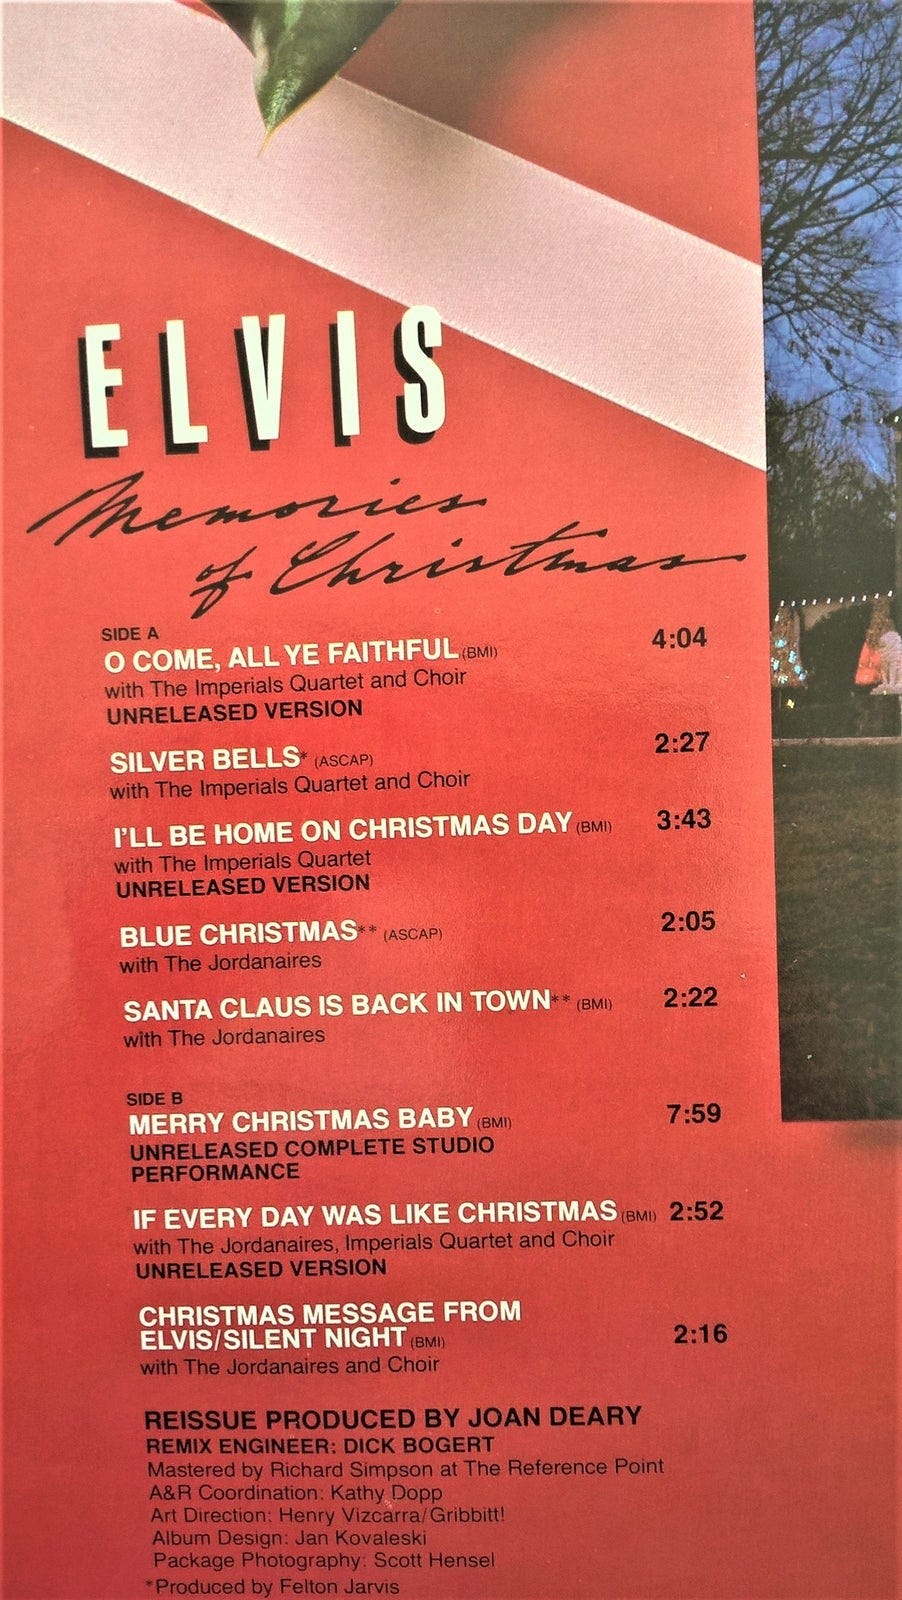 ELVIS
Memories
of Christmas
SIDE A
O COME, ALL YE FAITHFUL (BMI) 4:04
with The Imperials Quartet and Choir
UNRELEASED VERSION
SILVER BELLS* (ASCAP) 2:27
with The Imperials Quartet and Choir
I'LL BE HOME ON CHRISTMAS DAY (BMI) 3:43
with The Imperials Quartet
UNRELEASED VERSION
BLUE CHRISTMAS** (ASCAP) 2:05
with The Jordanaires
SANTA CLAUS IS BACK IN TOWN** (BMI) 2:22
with The Jordanaires
SIDE B
MERRY CHRISTMAS BABY (BMI) 7:59
UNRELEASED COMPLETE STUDIO
PERFORMANCE
IF EVERY DAY WAS LIKE CHRISTMAS (BMI) 2:52
with The Jordanaires, Imperials Quartet and Choir
UNRELEASED VERSION
CHRISTMAS MESSAGE FROM
ELVIS/SILENT NIGHT (BMI) 2:16
with The Jordanaires and Choir
REISSUE PRODUCED BY JOAN DEARY
REMIX ENGINEER: DICK BOGERT
Mastered by Richard Simpson at The Reference Point
A&R Coordination: Kathy Dopp
Art Direction: Henry Vizcarra/Gribbitt!
Album Design: Jan Kovaleski
Package Photography: Scott Hensel
*Produced by Felton Jarvis